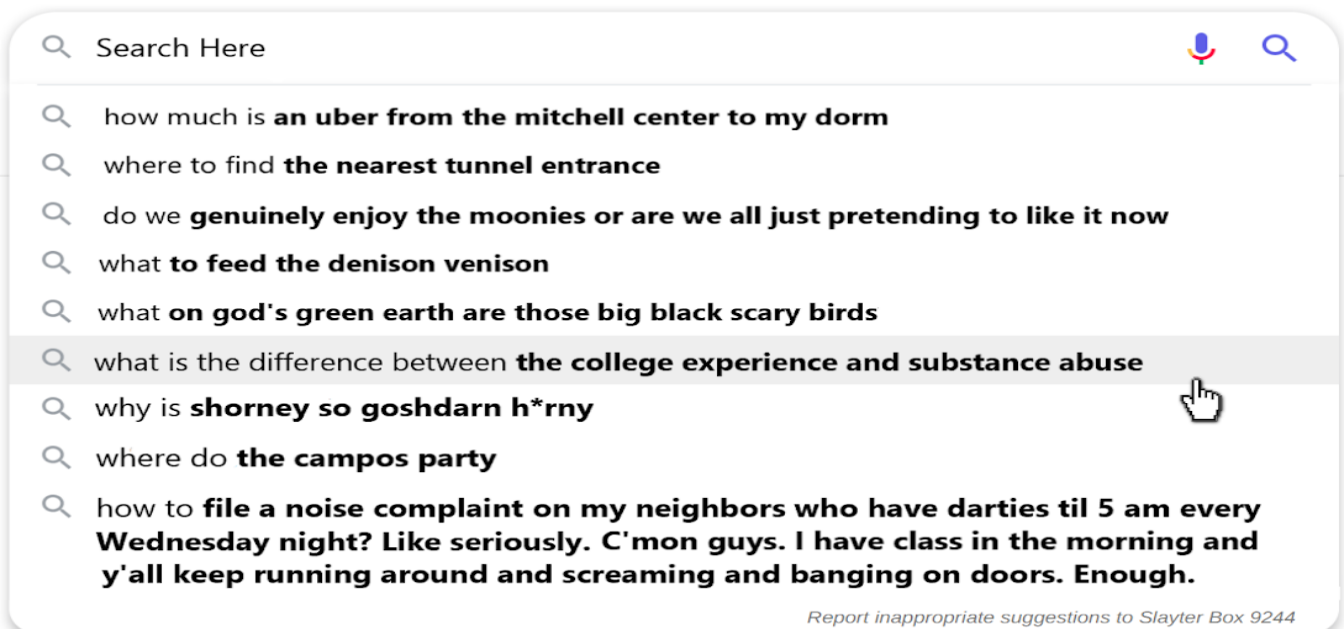 Search Here
how much is an uber from the mitchell center to my dorm
where to find the nearest tunnel entrance
do we genuinely enjoy the moonies or are we all just pretending to like it now
what to feed the denison venison
what on god's green earth are those big black scary birds
what is the difference between the college experience and substance abuse
why is shorney so goshdarn h*rny
where do the campos party
how to file a noise complaint on my neighbors who have darties til 5 am every
Wednesday night? Like seriously. C'mon guys. I have class in the morning and
y'all keep running around and screaming and banging on doors. Enough.
Report inappropriate suggestions to Slayter Box 9244